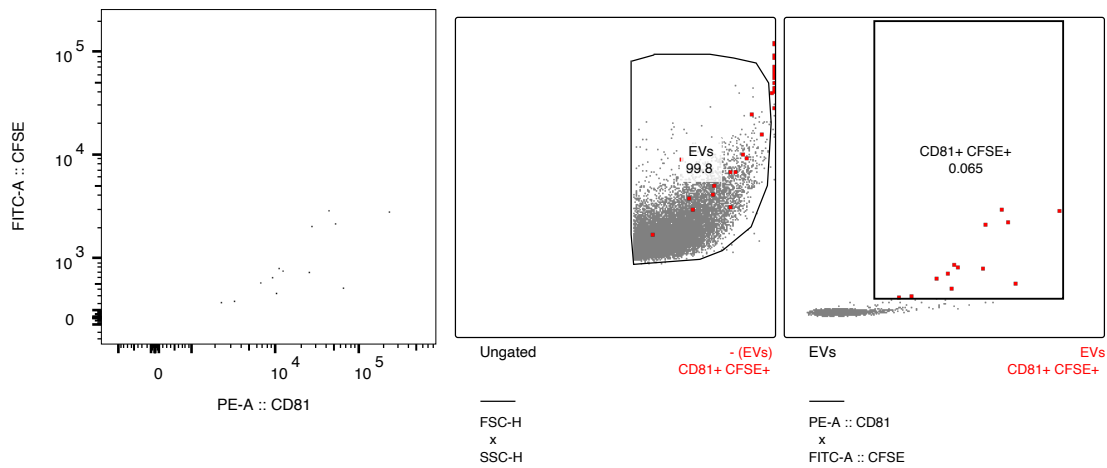 10^5
10^4
10^3
0
FITC-A :: CFSE
0
10^4
10^5
PE-A :: CD81
EVs
99.8
Ungated
- (EVs)
CD81+ CFSE+
FSC-H
x
SSC-H
CD81+ CFSE+
0.065
EVs
EVs
CD81+ CFSE+
PE-A :: CD81
x
FITC-A :: CFSE